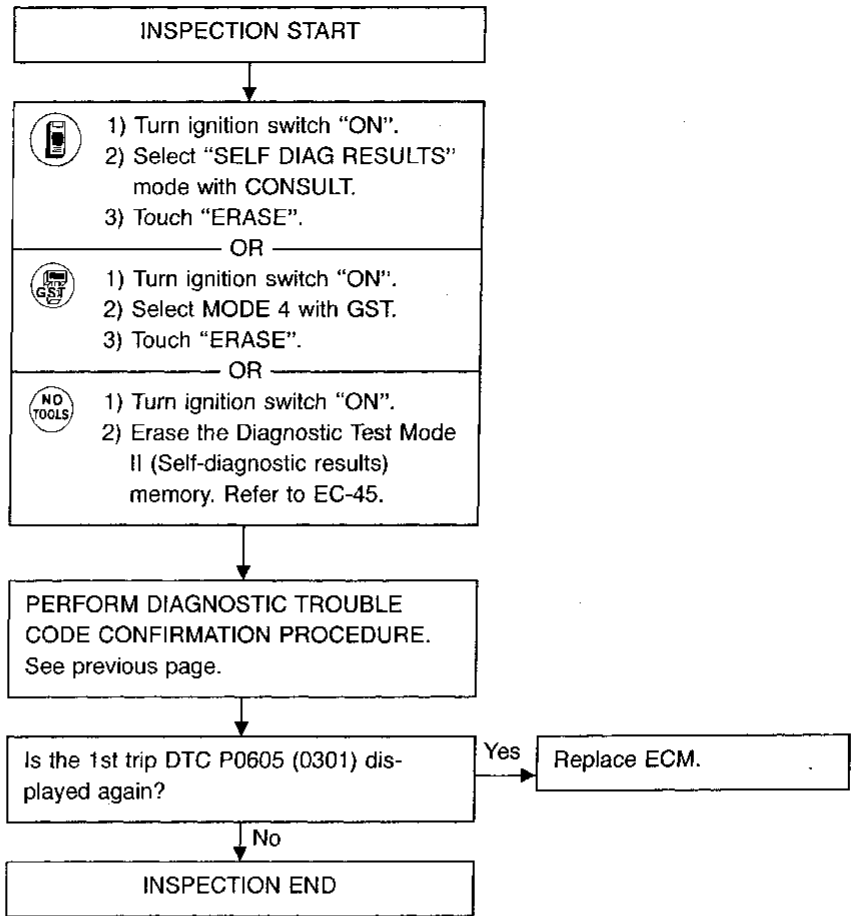 INSPECTION START
1) Turn ignition switch "ON".
2) Select "SELF DIAG RESULTS"
mode with CONSULT.
3) Touch "ERASE".
OR
GST
1) Turn ignition switch "ON".
2) Select MODE 4 with GST.
3) Touch "ERASE".
OR
NO
TOOLS
1) Turn ignition switch "ON".
2) Erase the Diagnostic Test Mode
II (Self-diagnostic results)
memory. Refer to EC-45.
PERFORM DIAGNOSTIC TROUBLE
CODE CONFIRMATION PROCEDURE.
See previous page.
Is the 1st trip DTC P0605 (0301) dis-
played again?
Yes
Replace ECM.
No
INSPECTION END